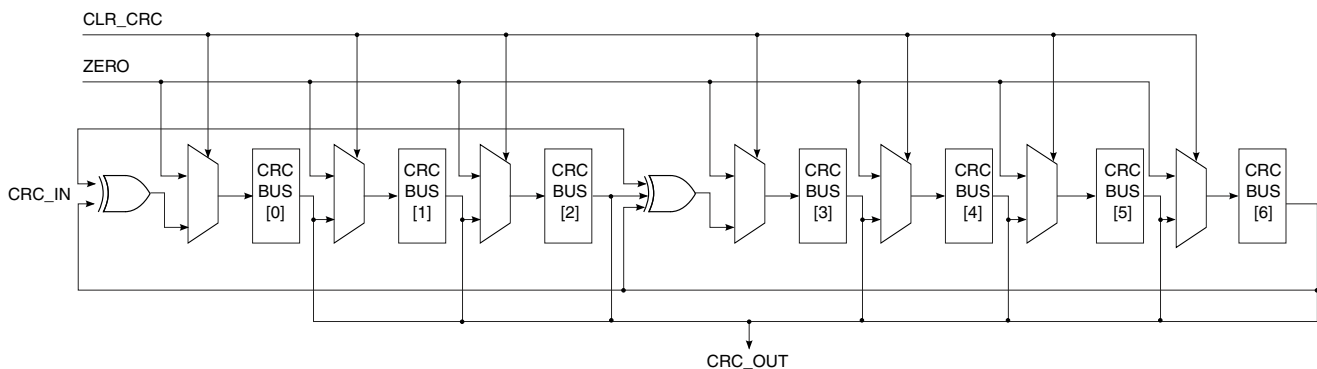 CLR_CRC
ZERO
CRC_IN
CRC
BUS
[0]
CRC
BUS
[1]
CRC
BUS
[2]
CRC
BUS
[3]
CRC
BUS
[4]
CRC
BUS
[5]
CRC
BUS
[6]
CRC_OUT